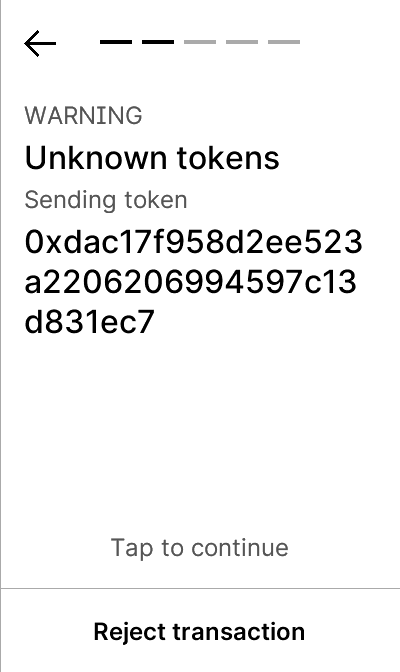 WARNING
Unknown tokens
Sending token
0xdac17f958d2ee523
a2206206994597c13
d831ec7
Tap to continue
Reject transaction